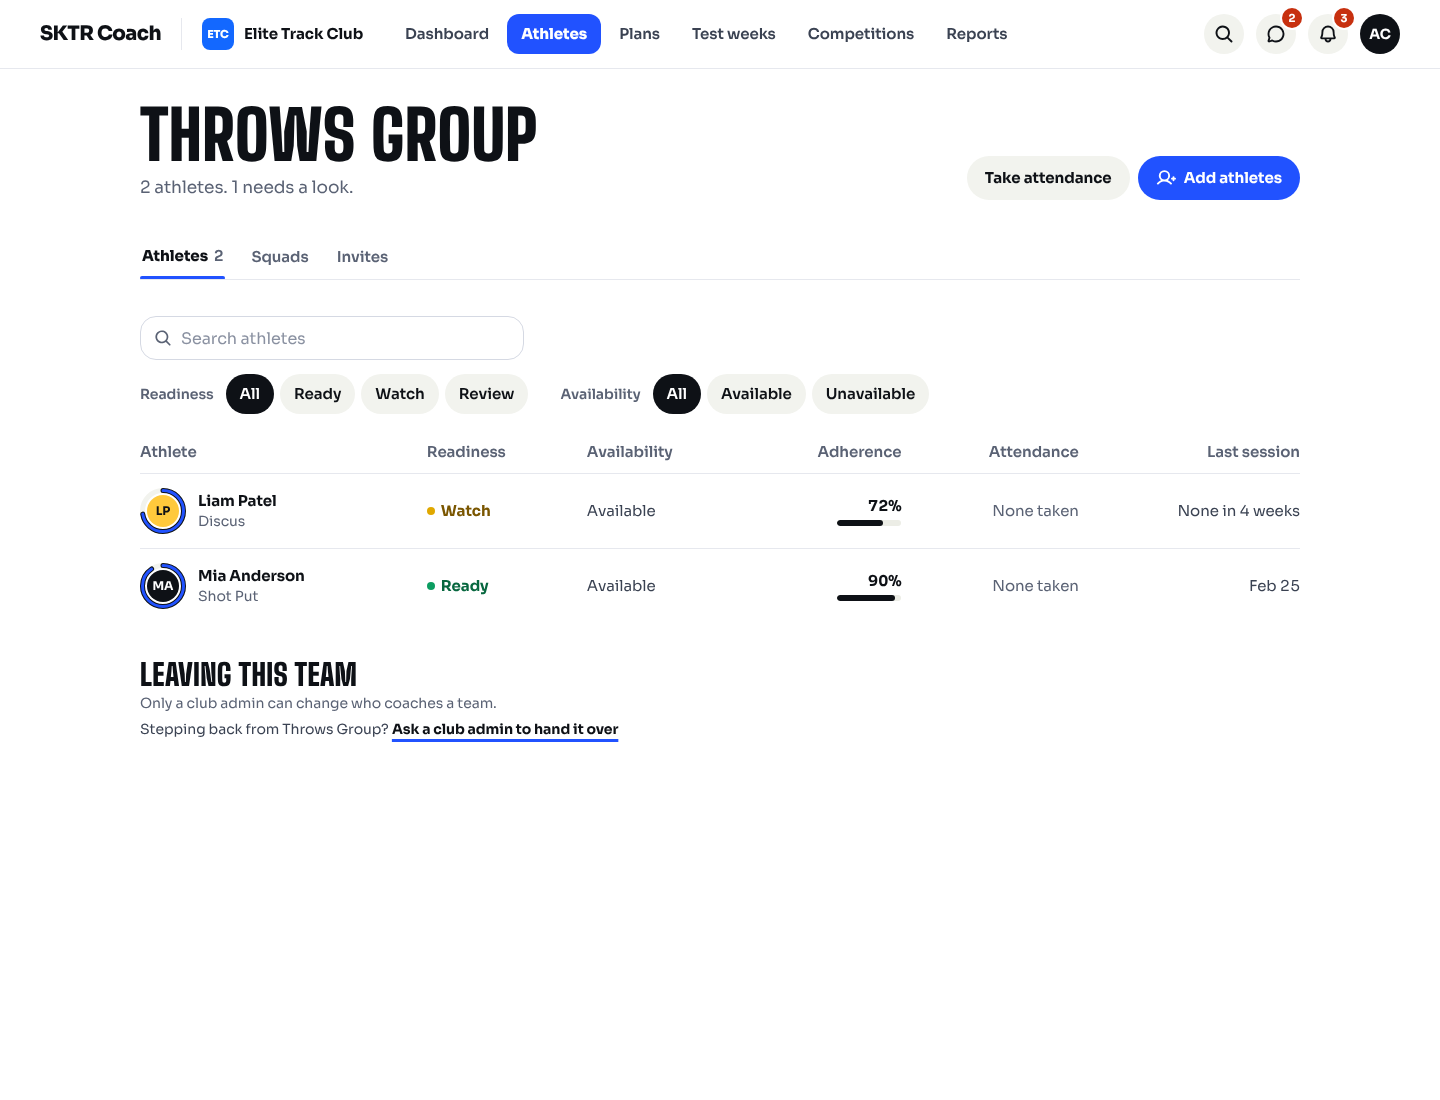 SKTR Coach
ETC Elite Track Club
Dashboard Athletes Plans Test weeks Competitions Reports
2 3 AC
THROWS GROUP
2 athletes. 1 needs a look.
Take attendance Add athletes
Athletes 2 Squads Invites
Search athletes
Readiness All Ready Watch Review Availability All Available Unavailable
Athlete Readiness Availability Adherence Attendance Last session
LP Liam Patel
Discus
Watch Available 72% None taken None in 4 weeks
MA Mia Anderson
Shot Put
Ready Available 90% None taken Feb 25
LEAVING THIS TEAM
Only a club admin can change who coaches a team.
Stepping back from Throws Group? Ask a club admin to hand it over